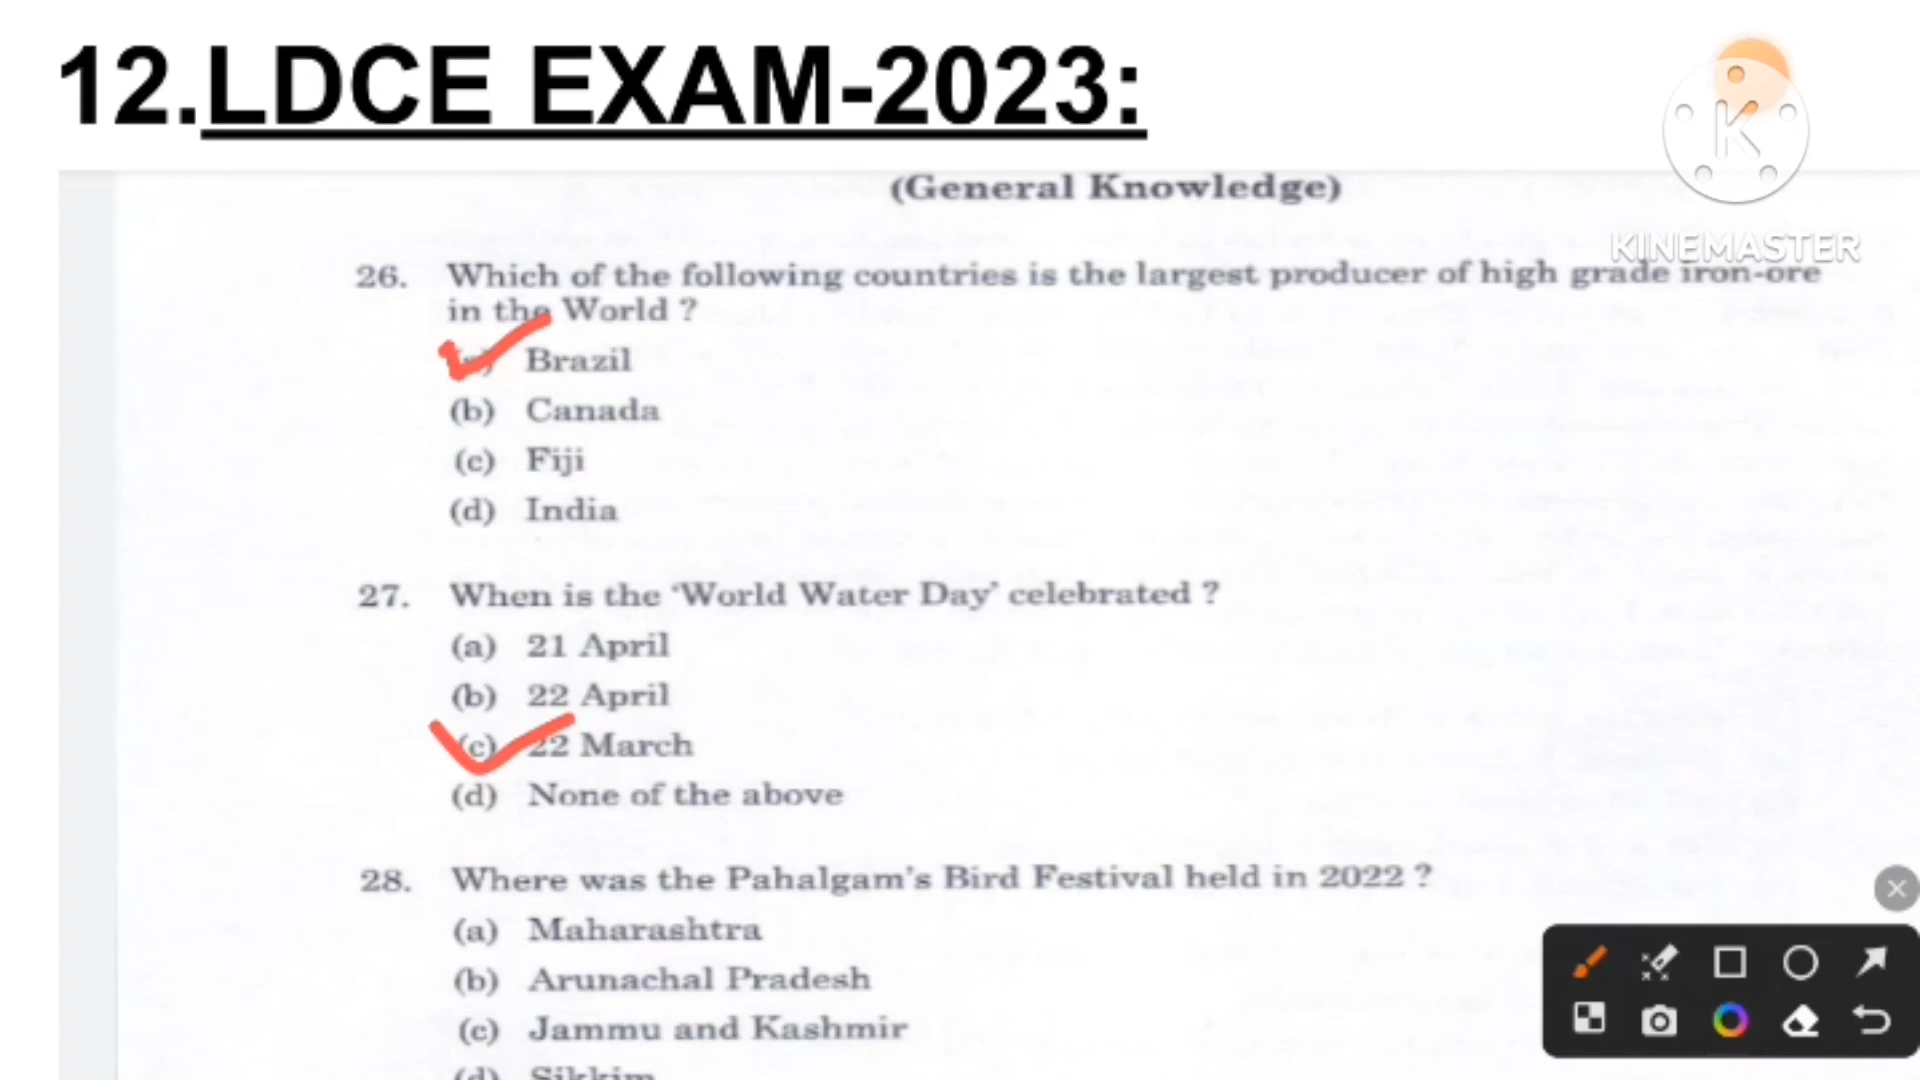 12.LDCE EXAM-2023:
K
KINEMASTER
(General Knowledge)
26. Which of the following countries is the largest producer of high grade iron-ore
in the World ?
(a) Brazil
(b) Canada
(c) Fiji
(d) India
27. When is the 'World Water Day' celebrated ?
(a) 21 April
(b) 22 April
(c) 22 March
(d) None of the above
28. Where was the Pahalgam's Bird Festival held in 2022 ?
(a) Maharashtra
(b) Arunachal Pradesh
(c) Jammu and Kashmir
(d) Sikkim